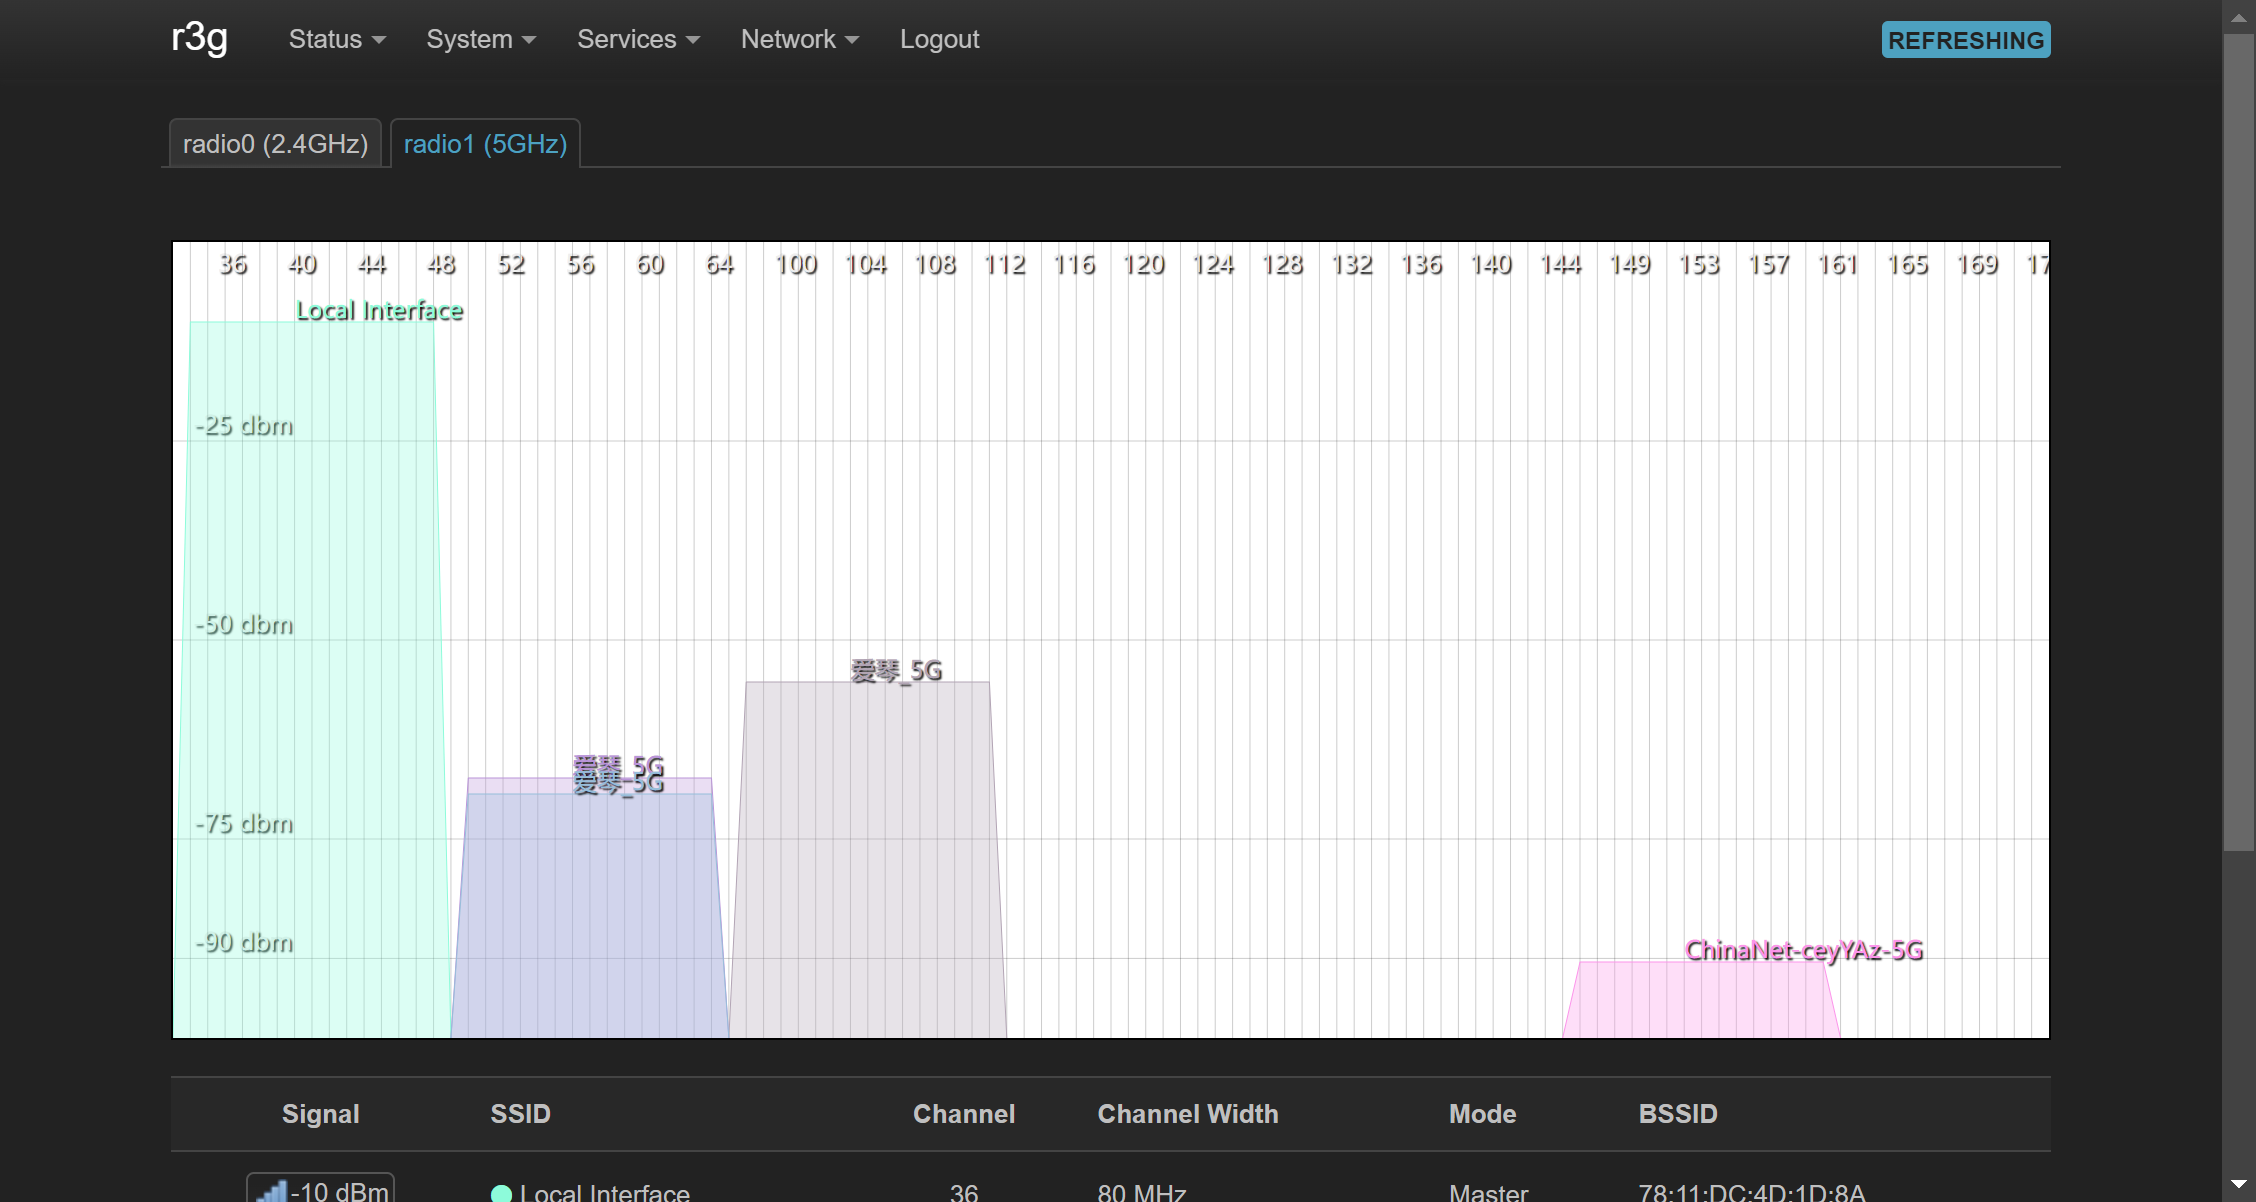 r3g Status System Services Network Logout REFRESHING
radio0 (2.4GHz) radio1 (5GHz)
36 40 44 48 52 56 60 64 100 104 108 112 116 120 124 128 132 136 140 144 149 153 157 161 165 169 17
Local Interface
-25 dbm
-50 dbm
爱琴_5G
爱琴_5G
爱琴_5G
-75 dbm
-90 dbm
ChinaNet-ceyYAz-5G
Signal SSID Channel Channel Width Mode BSSID
-10 dBm Local Interface 36 80 MHz Master 78:11:DC:4D:1D:8A